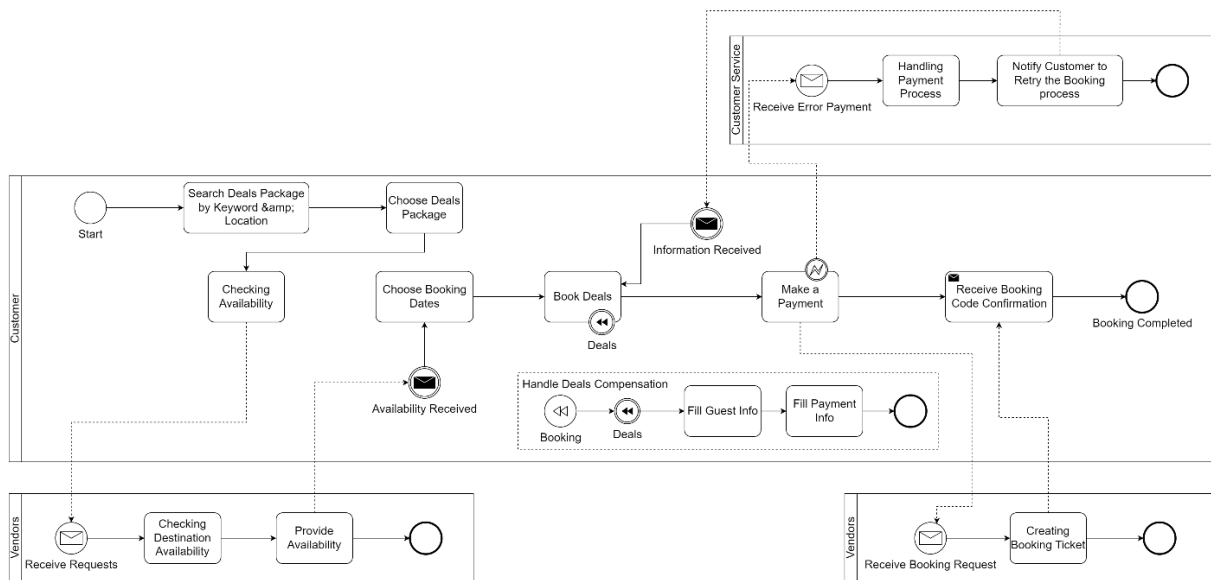 Customer Service
Receive Error Payment
Handling
Payment
Process
Notify Customer to
Retry the Booking
process
Customer
Start
Search Deals Package
by Keyword &amp;
Location
Choose Deals
Package
Information Received
Checking
Availability
Choose Booking
Dates
Book Deals
Deals
Make a
Payment
Receive Booking
Code Confirmation
Booking Completed
Availability Received
Handle Deals Compensation
Booking
Deals
Fill Guest Info
Fill Payment
Info
Vendors
Receive Requests
Checking
Destination
Availability
Provide
Availability
Vendors
Receive Booking Request
Creating
Booking Ticket